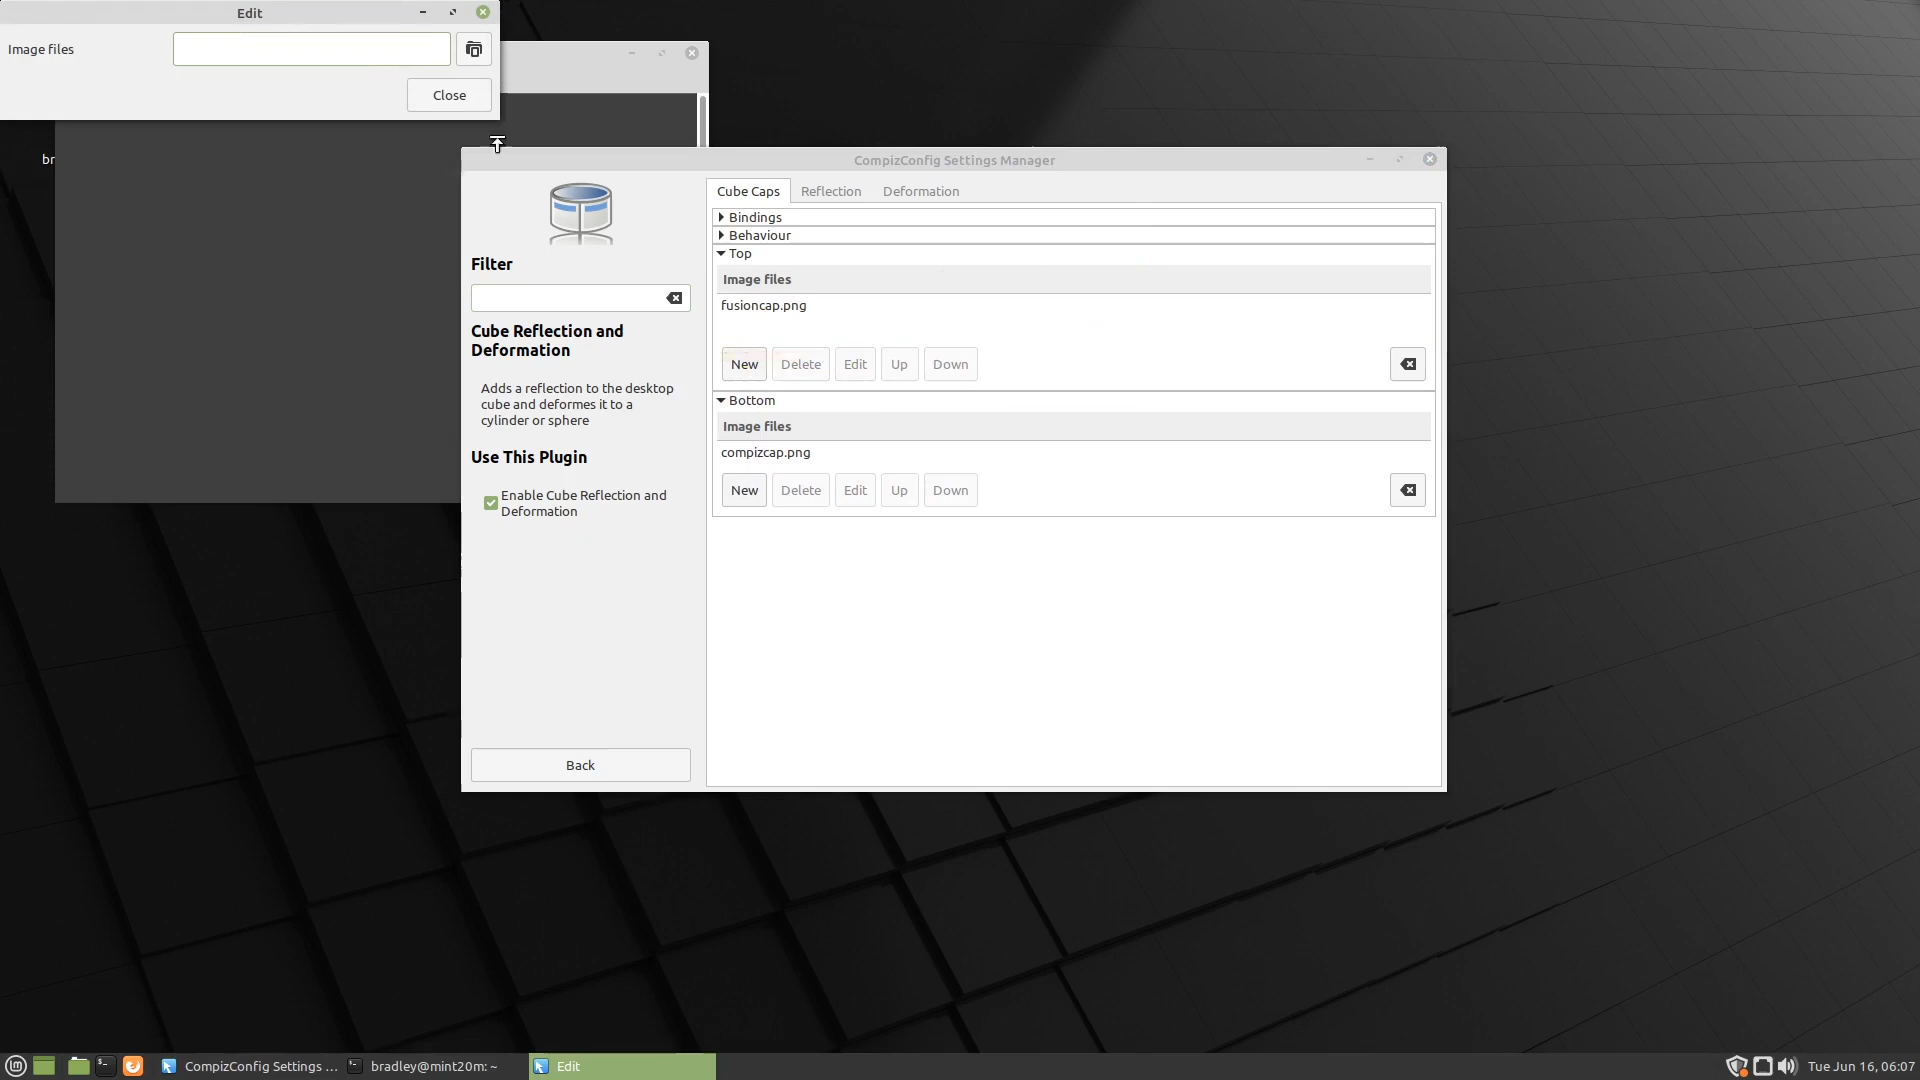 Edit
Image files
Close
br
CompizConfig Settings Manager
Filter
Cube Reflection and
Deformation
Adds a reflection to the desktop
cube and deformes it to a
cylinder or sphere
Use This Plugin
Enable Cube Reflection and
Deformation
Back
Cube Caps Reflection Deformation
Bindings
Behaviour
Top
Image files
fusioncap.png
New Delete Edit Up Down
Bottom
Image files
compizcap.png
New Delete Edit Up Down
CompizConfig Settings ... bradley@mint20m: ~ Edit Tue Jun 16, 06:07